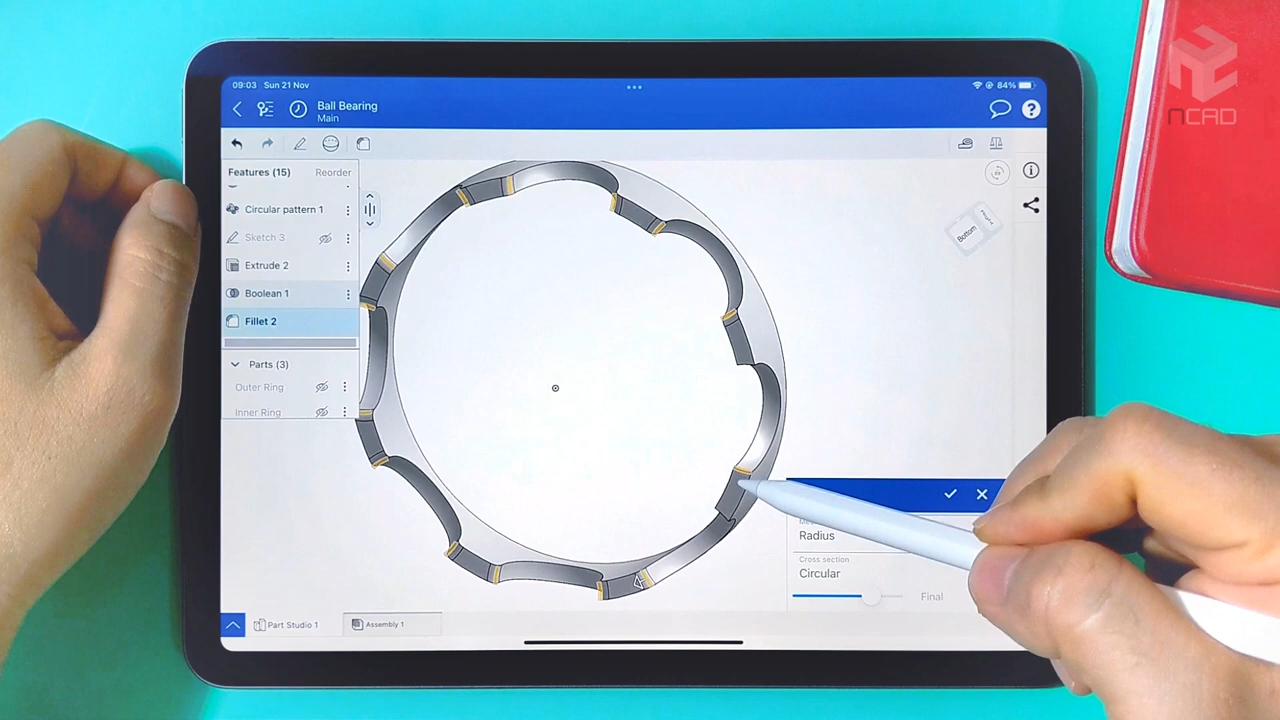 09:03 Sun 21 Nov
84%
Ball Bearing
Main
NCAD
Features (15) Reorder
Circular pattern 1
Sketch 3
Extrude 2
Boolean 1
Fillet 2
Parts (3)
Outer Ring
Inner Ring
Bottom
Right
Radius
Cross section
Circular
Final
Part Studio 1
Assembly 1